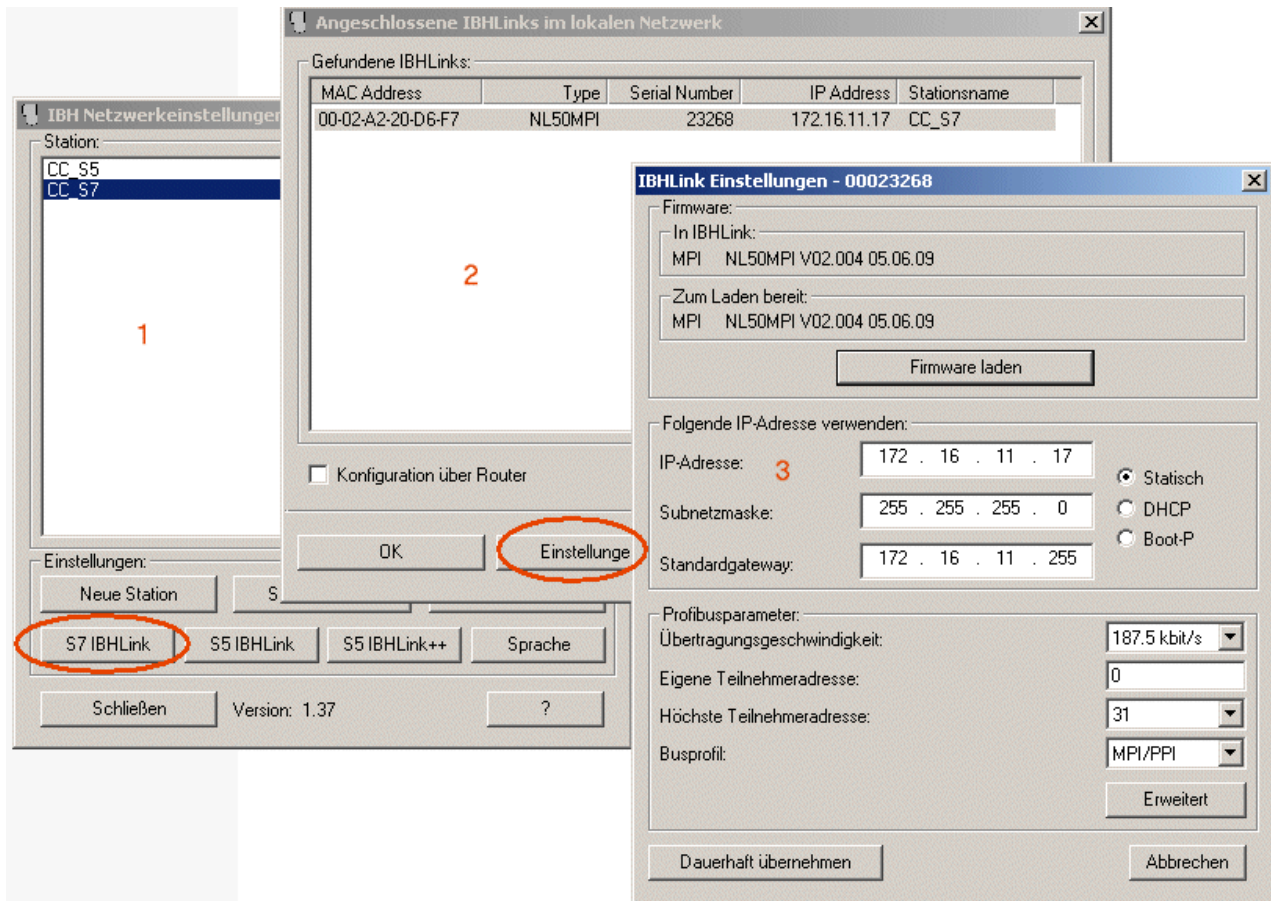 IBH Netzwerkeinstellungen
Station:
CC_S5
CC_S7
1
Einstellungen:
Neue Station
S
S7 IBHLink
S5 IBHLink
S5 IBHLink++
Sprache
Schließen
Version: 1.37
?
Angeschlossene IBHLinks im lokalen Netzwerk
Gefundene IBHLinks:
MAC Address Type Serial Number IP Address Stationsname
00-02-A2-20-D6-F7 NL50MPI 23268 172.16.11.17 CC_S7
2
Konfiguration über Router
OK
Einstellunge
IBHLink Einstellungen - 00023268
Firmware:
In IBHLink:
MPI NL50MPI V02.004 05.06.09
Zum Laden bereit:
MPI NL50MPI V02.004 05.06.09
Firmware laden
Folgende IP-Adresse verwenden:
IP-Adresse: 3 172 . 16 . 11 . 17
Subnetzmaske: 255 . 255 . 255 . 0
Standardgateway: 172 . 16 . 11 . 255
Statisch
DHCP
Boot-P
Profibusparameter:
Übertragungsgeschwindigkeit: 187.5 kbit/s
Eigene Teilnehmeradresse: 0
Höchste Teilnehmeradresse: 31
Busprofil: MPI/PPI
Erweitert
Dauerhaft übernehmen
Abbrechen